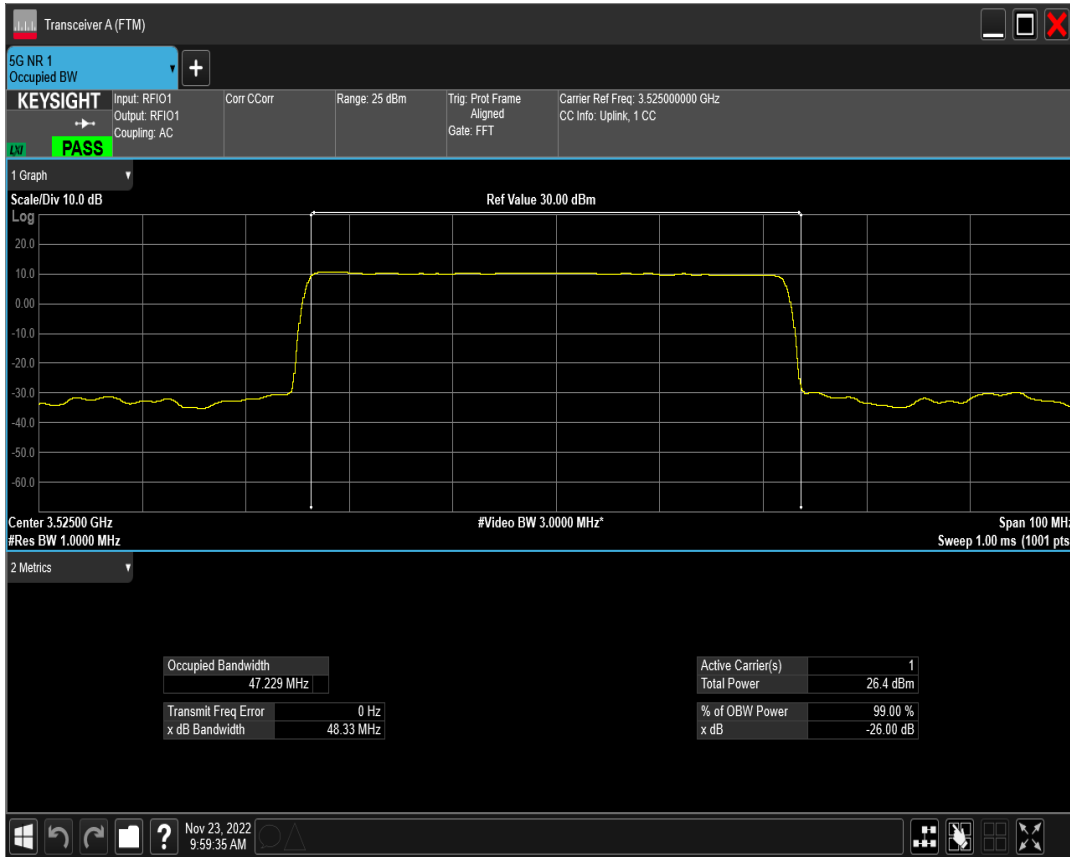 Transceiver A (FTM)
5G NR 1
Occupied BW
+
KEYSIGHT
LXI
PASS
Input: RFIO1
Output: RFIO1
Coupling: AC
Corr CCorr
Range: 25 dBm
Trig: Prot Frame
Aligned
Gate: FFT
Carrier Ref Freq: 3.525000000 GHz
CC Info: Uplink, 1 CC
1 Graph
Scale/Div 10.0 dB
Ref Value 30.00 dBm
Log
20.0
10.0
0.00
-10.0
-20.0
-30.0
-40.0
-50.0
-60.0
Center 3.52500 GHz
#Video BW 3.0000 MHz*
Span 100 MHz
#Res BW 1.0000 MHz
Sweep 1.00 ms (1001 pts
2 Metrics
Occupied Bandwidth
47.229 MHz
Transmit Freq Error 0 Hz
x dB Bandwidth 48.33 MHz
Active Carrier(s) 1
Total Power 26.4 dBm
% of OBW Power 99.00 %
x dB -26.00 dB
?
Nov 23, 2022
9:59:35 AM